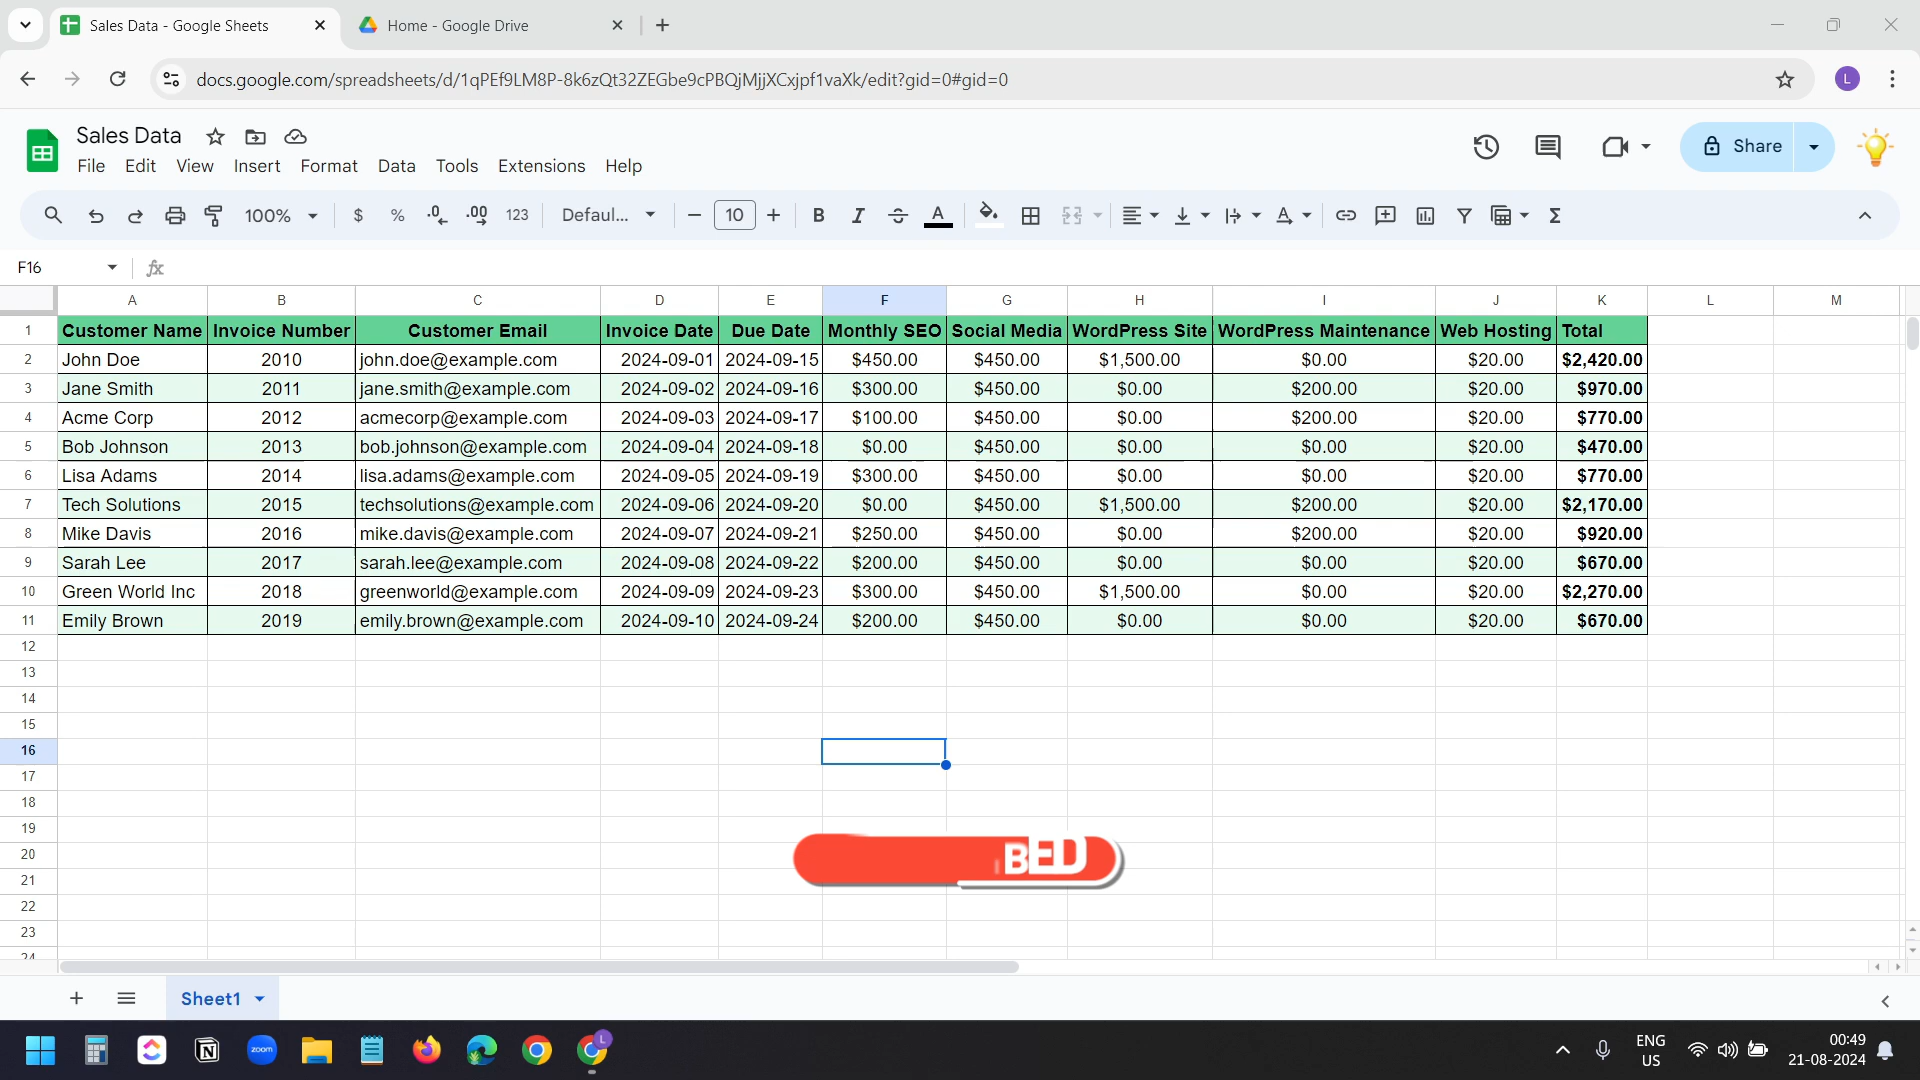 Sales Data - Google Sheets
Home - Google Drive
docs.google.com/spreadsheets/d/1qPEf9LM8P-8k6zQt32ZEGbe9cPBQjMjjXCxjpf1vaXk/edit?gid=0#gid=0
L
Sales Data
File Edit View Insert Format Data Tools Extensions Help
Share
100% $ % .0 .00 123 Defaul... 10 B I S A
F16 fx
A B C D E F G H I J K L M
1 Customer Name Invoice Number Customer Email Invoice Date Due Date Monthly SEO Social Media WordPress Site WordPress Maintenance Web Hosting Total
2 John Doe 2010 john.doe@example.com 2024-09-01 2024-09-15 $450.00 $450.00 $1,500.00 $0.00 $20.00 $2,420.00
3 Jane Smith 2011 jane.smith@example.com 2024-09-02 2024-09-16 $300.00 $450.00 $0.00 $200.00 $20.00 $970.00
4 Acme Corp 2012 acmecorp@example.com 2024-09-03 2024-09-17 $100.00 $450.00 $0.00 $200.00 $20.00 $770.00
5 Bob Johnson 2013 bob.johnson@example.com 2024-09-04 2024-09-18 $0.00 $450.00 $0.00 $0.00 $20.00 $470.00
6 Lisa Adams 2014 lisa.adams@example.com 2024-09-05 2024-09-19 $300.00 $450.00 $0.00 $0.00 $20.00 $770.00
7 Tech Solutions 2015 techsolutions@example.com 2024-09-06 2024-09-20 $0.00 $450.00 $1,500.00 $200.00 $20.00 $2,170.00
8 Mike Davis 2016 mike.davis@example.com 2024-09-07 2024-09-21 $250.00 $450.00 $0.00 $200.00 $20.00 $920.00
9 Sarah Lee 2017 sarah.lee@example.com 2024-09-08 2024-09-22 $200.00 $450.00 $0.00 $0.00 $20.00 $670.00
10 Green World Inc 2018 greenworld@example.com 2024-09-09 2024-09-23 $300.00 $450.00 $1,500.00 $0.00 $20.00 $2,270.00
11 Emily Brown 2019 emily.brown@example.com 2024-09-10 2024-09-24 $200.00 $450.00 $0.00 $0.00 $20.00 $670.00
12
13
14
15
16
17
18
19
20
BED
21
22
23
24
Sheet1
zoom
L
ENG
US
00:49
21-08-2024